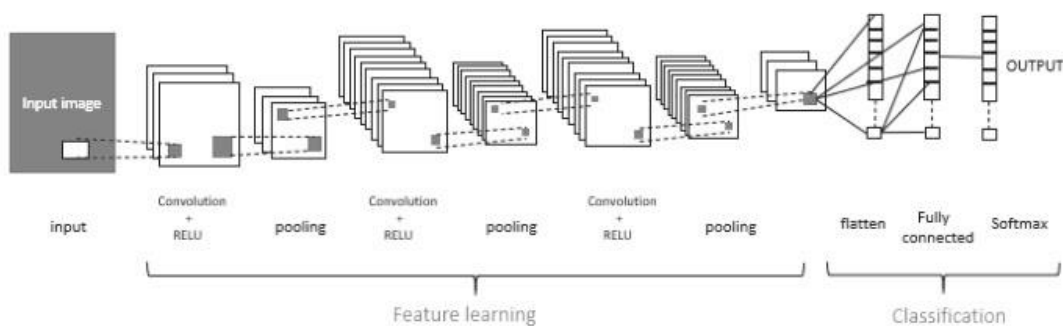 Input image
OUTPUT
input
Convolution
+
RELU
pooling
Convolution
+
RELU
pooling
Convolution
+
RELU
pooling
flatten
Fully
connected
Softmax
Feature learning
Classification